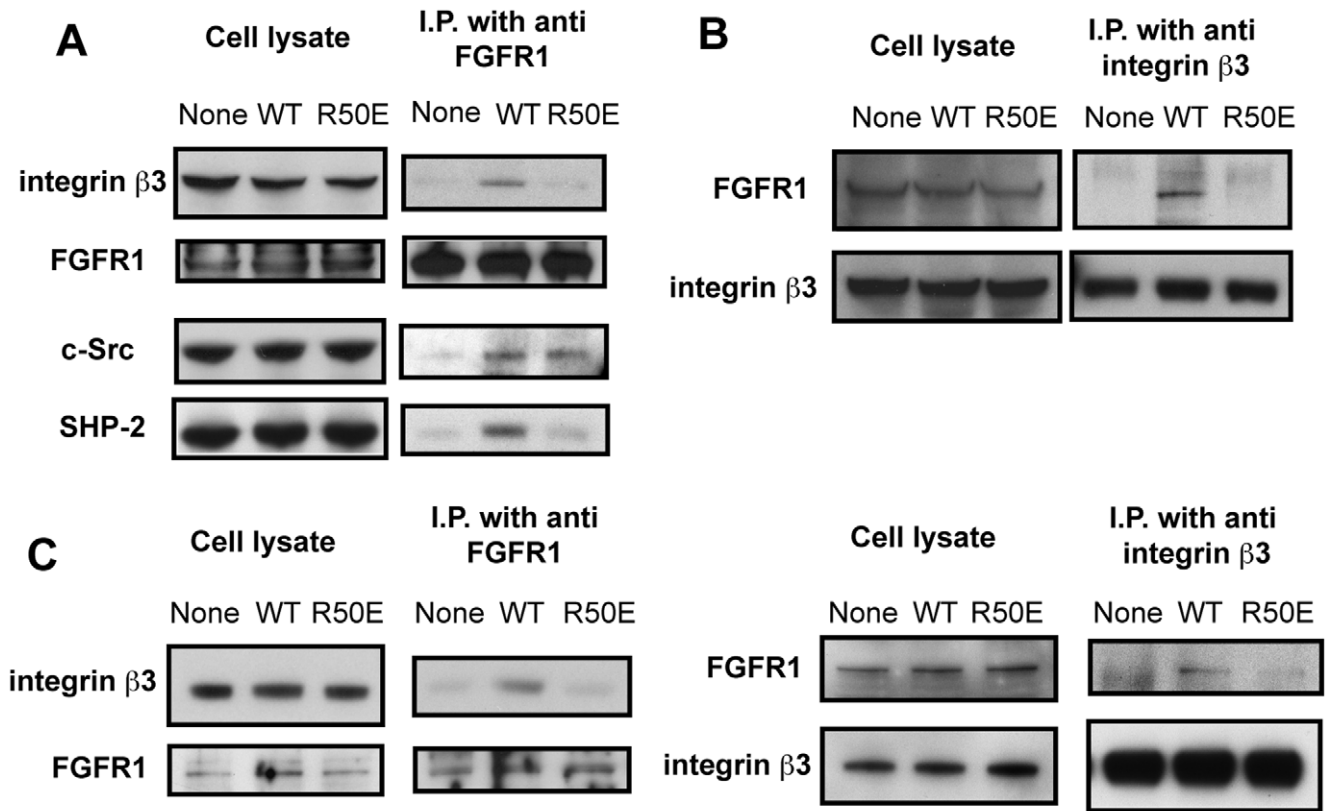 A
Cell lysate
I.P. with anti
FGFR1
None WT R50E
None WT R50E
integrin β3
FGFR1
c-Src
SHP-2
B
Cell lysate
I.P. with anti
integrin β3
None WT R50E
None WT R50E
FGFR1
integrin β3
C
Cell lysate
I.P. with anti
FGFR1
None WT R50E
None WT R50E
integrin β3
FGFR1
Cell lysate
I.P. with anti
integrin β3
None WT R50E
None WT R50E
FGFR1
integrin β3